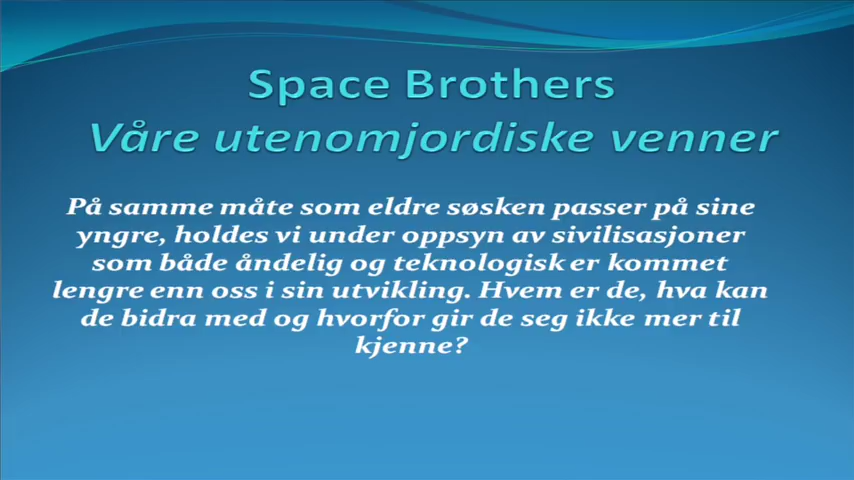 Space Brothers
Våre utenomjordiske venner
På samme måte som eldre søsken passer på sine
yngre, holdes vi under oppsyn av sivilisasjoner
som både åndelig og teknologisk er kommet
lengre enn oss i sin utvikling. Hvem er de, hva kan
de bidra med og hvorfor gir de seg ikke mer til
kjenne?